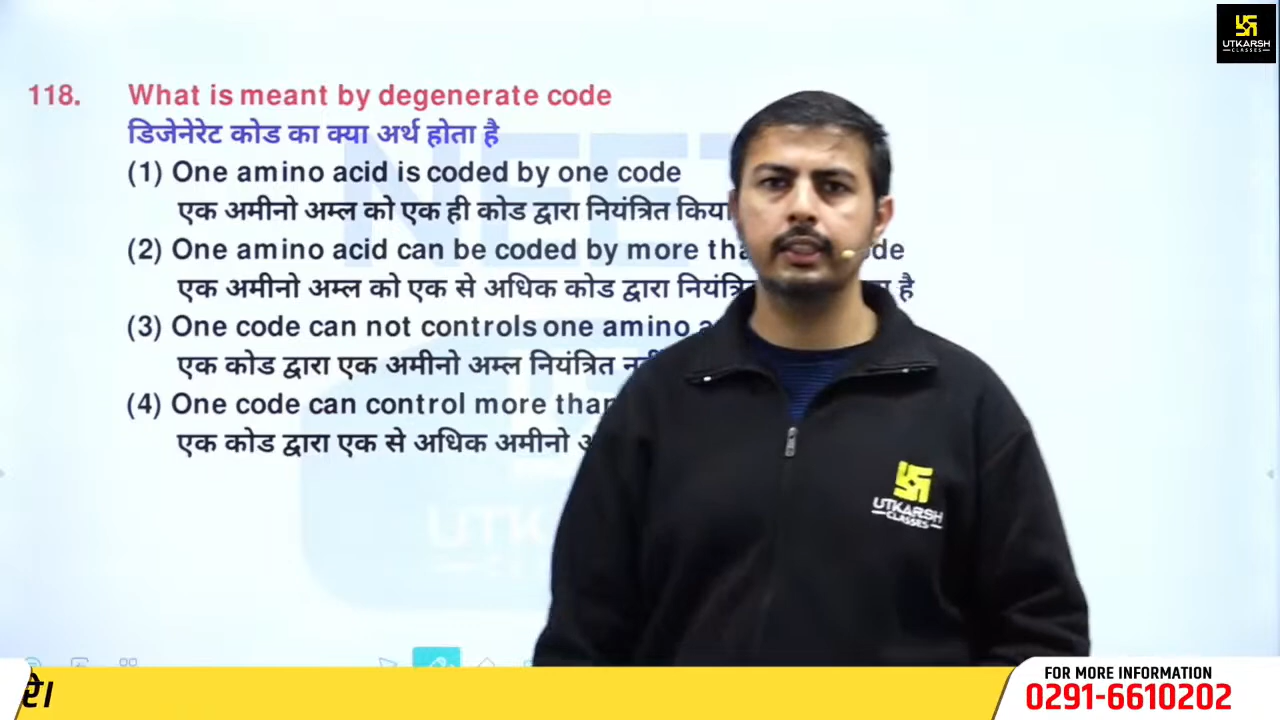 UTKARSH
CLASSES
118. What is meant by degenerate code
डिजेनेरेट कोड का क्या अर्थ होता है
(1) One amino acid is coded by one code
एक अमीनो अम्ल को एक ही कोड द्वारा नियंत्रित किया
(2) One amino acid can be coded by more
एक अमीनो अम्ल को एक से अधिक कोड द्वारा है
(3) One code can not controls one amino
एक कोड द्वारा एक अमीनो अम्ल नियंत्रित
(4) One code can control more
एक कोड द्वारा एक से अधिक अमीनो
NEET
UTKARSH
CLASSES
FOR MORE INFORMATION
0291-6610202